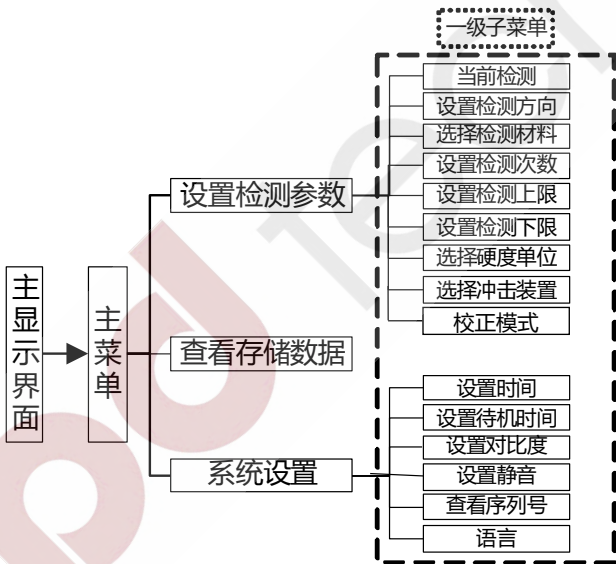 一级子菜单
当前检测
设置检测方向
选择检测材料
设置检测次数
设置检测上限
设置检测下限
选择硬度单位
选择冲击装置
校正模式
设置检测参数
主显示界面
主菜单
查看存储数据
设置时间
设置待机时间
设置对比度
设置静音
查看序列号
语言
系统设置